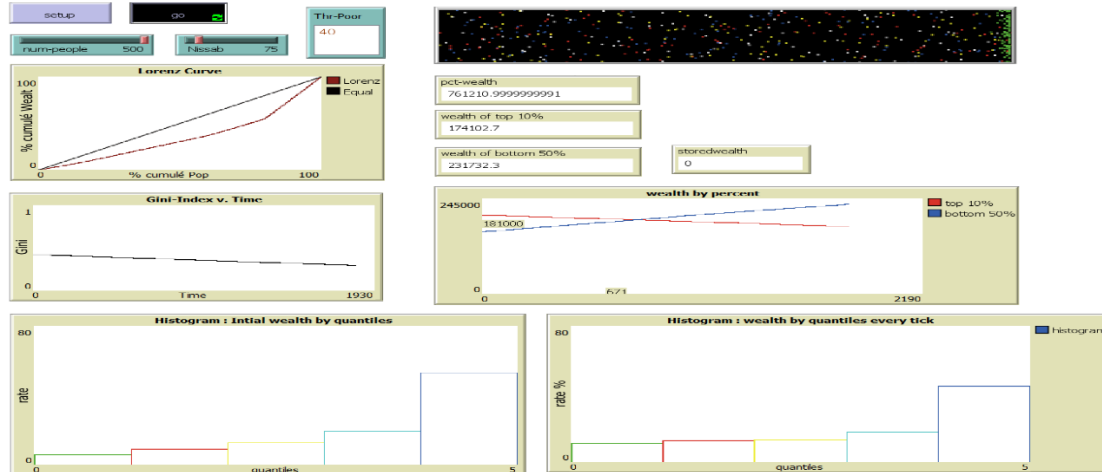 setup
go
Thr-Poor
40
num-people 500
Nissab 75
Lorenz Curve
100
% cumulé Wealt
0
0
% cumulé Pop
100
Lorenz
Equal
pct-wealth
761210.9999999991
wealth of top 10%
174102.7
wealth of bottom 50%
231732.3
storedwealth
0
Gini-Index v. Time
1
Gini
0
0
Time
1930
wealth by percent
245000
181000
0
0
671
2190
top 10%
bottom 50%
Histogram : Intial wealth by quantiles
80
rate
0
0
quantiles
5
Histogram : wealth by quantiles every tick
80
rate %
0
0
quantiles
5
histogram